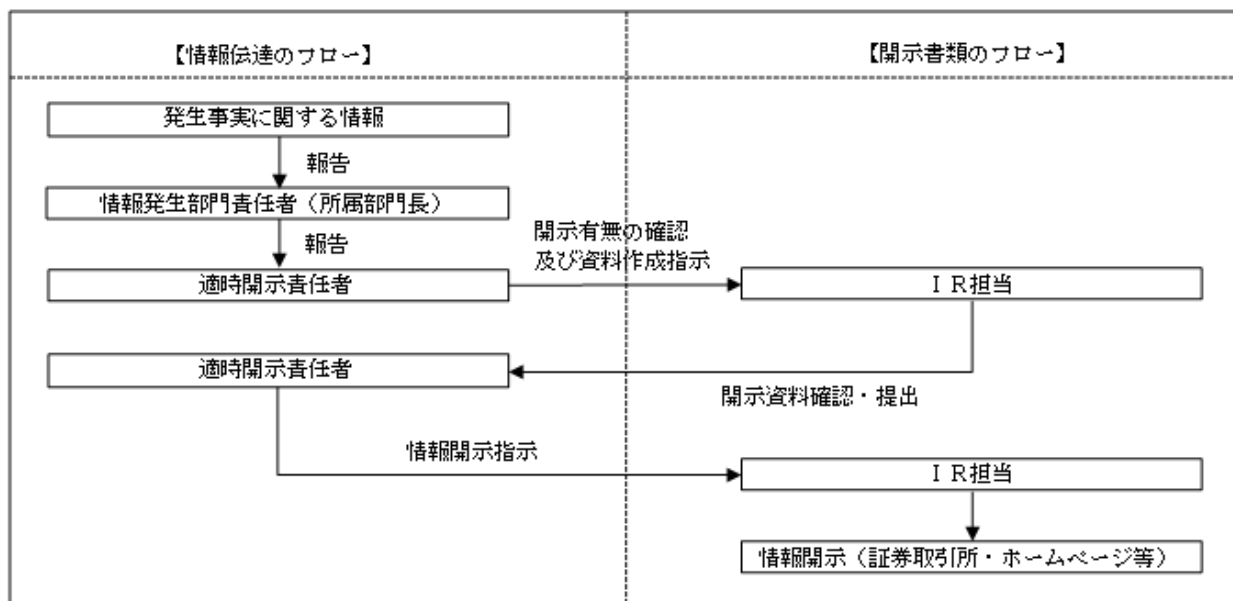 【情報伝達のフロー】
【開示書類のフロー】
発生事実に関する情報
報告
情報発生部門責任者（所属部門長）
報告
開示有無の確認
及び資料作成指示
適時開示責任者
ＩＲ担当
適時開示責任者
開示資料確認・提出
情報開示指示
ＩＲ担当
情報開示（証券取引所・ホームページ等）